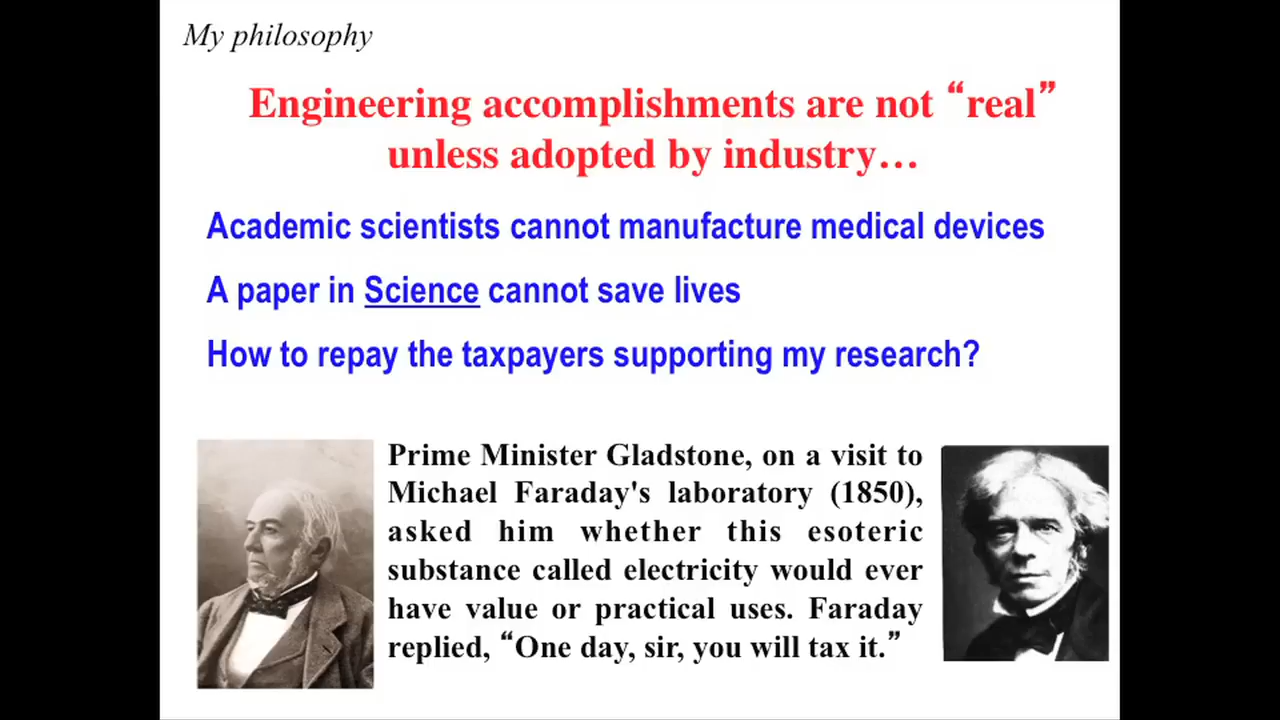 My philosophy
Engineering accomplishments are not “real”
unless adopted by industry…
Academic scientists cannot manufacture medical devices
A paper in Science cannot save lives
How to repay the taxpayers supporting my research?
Prime Minister Gladstone, on a visit to
Michael Faraday's laboratory (1850),
asked him whether this esoteric
substance called electricity would ever
have value or practical uses. Faraday
replied, “One day, sir, you will tax it.”